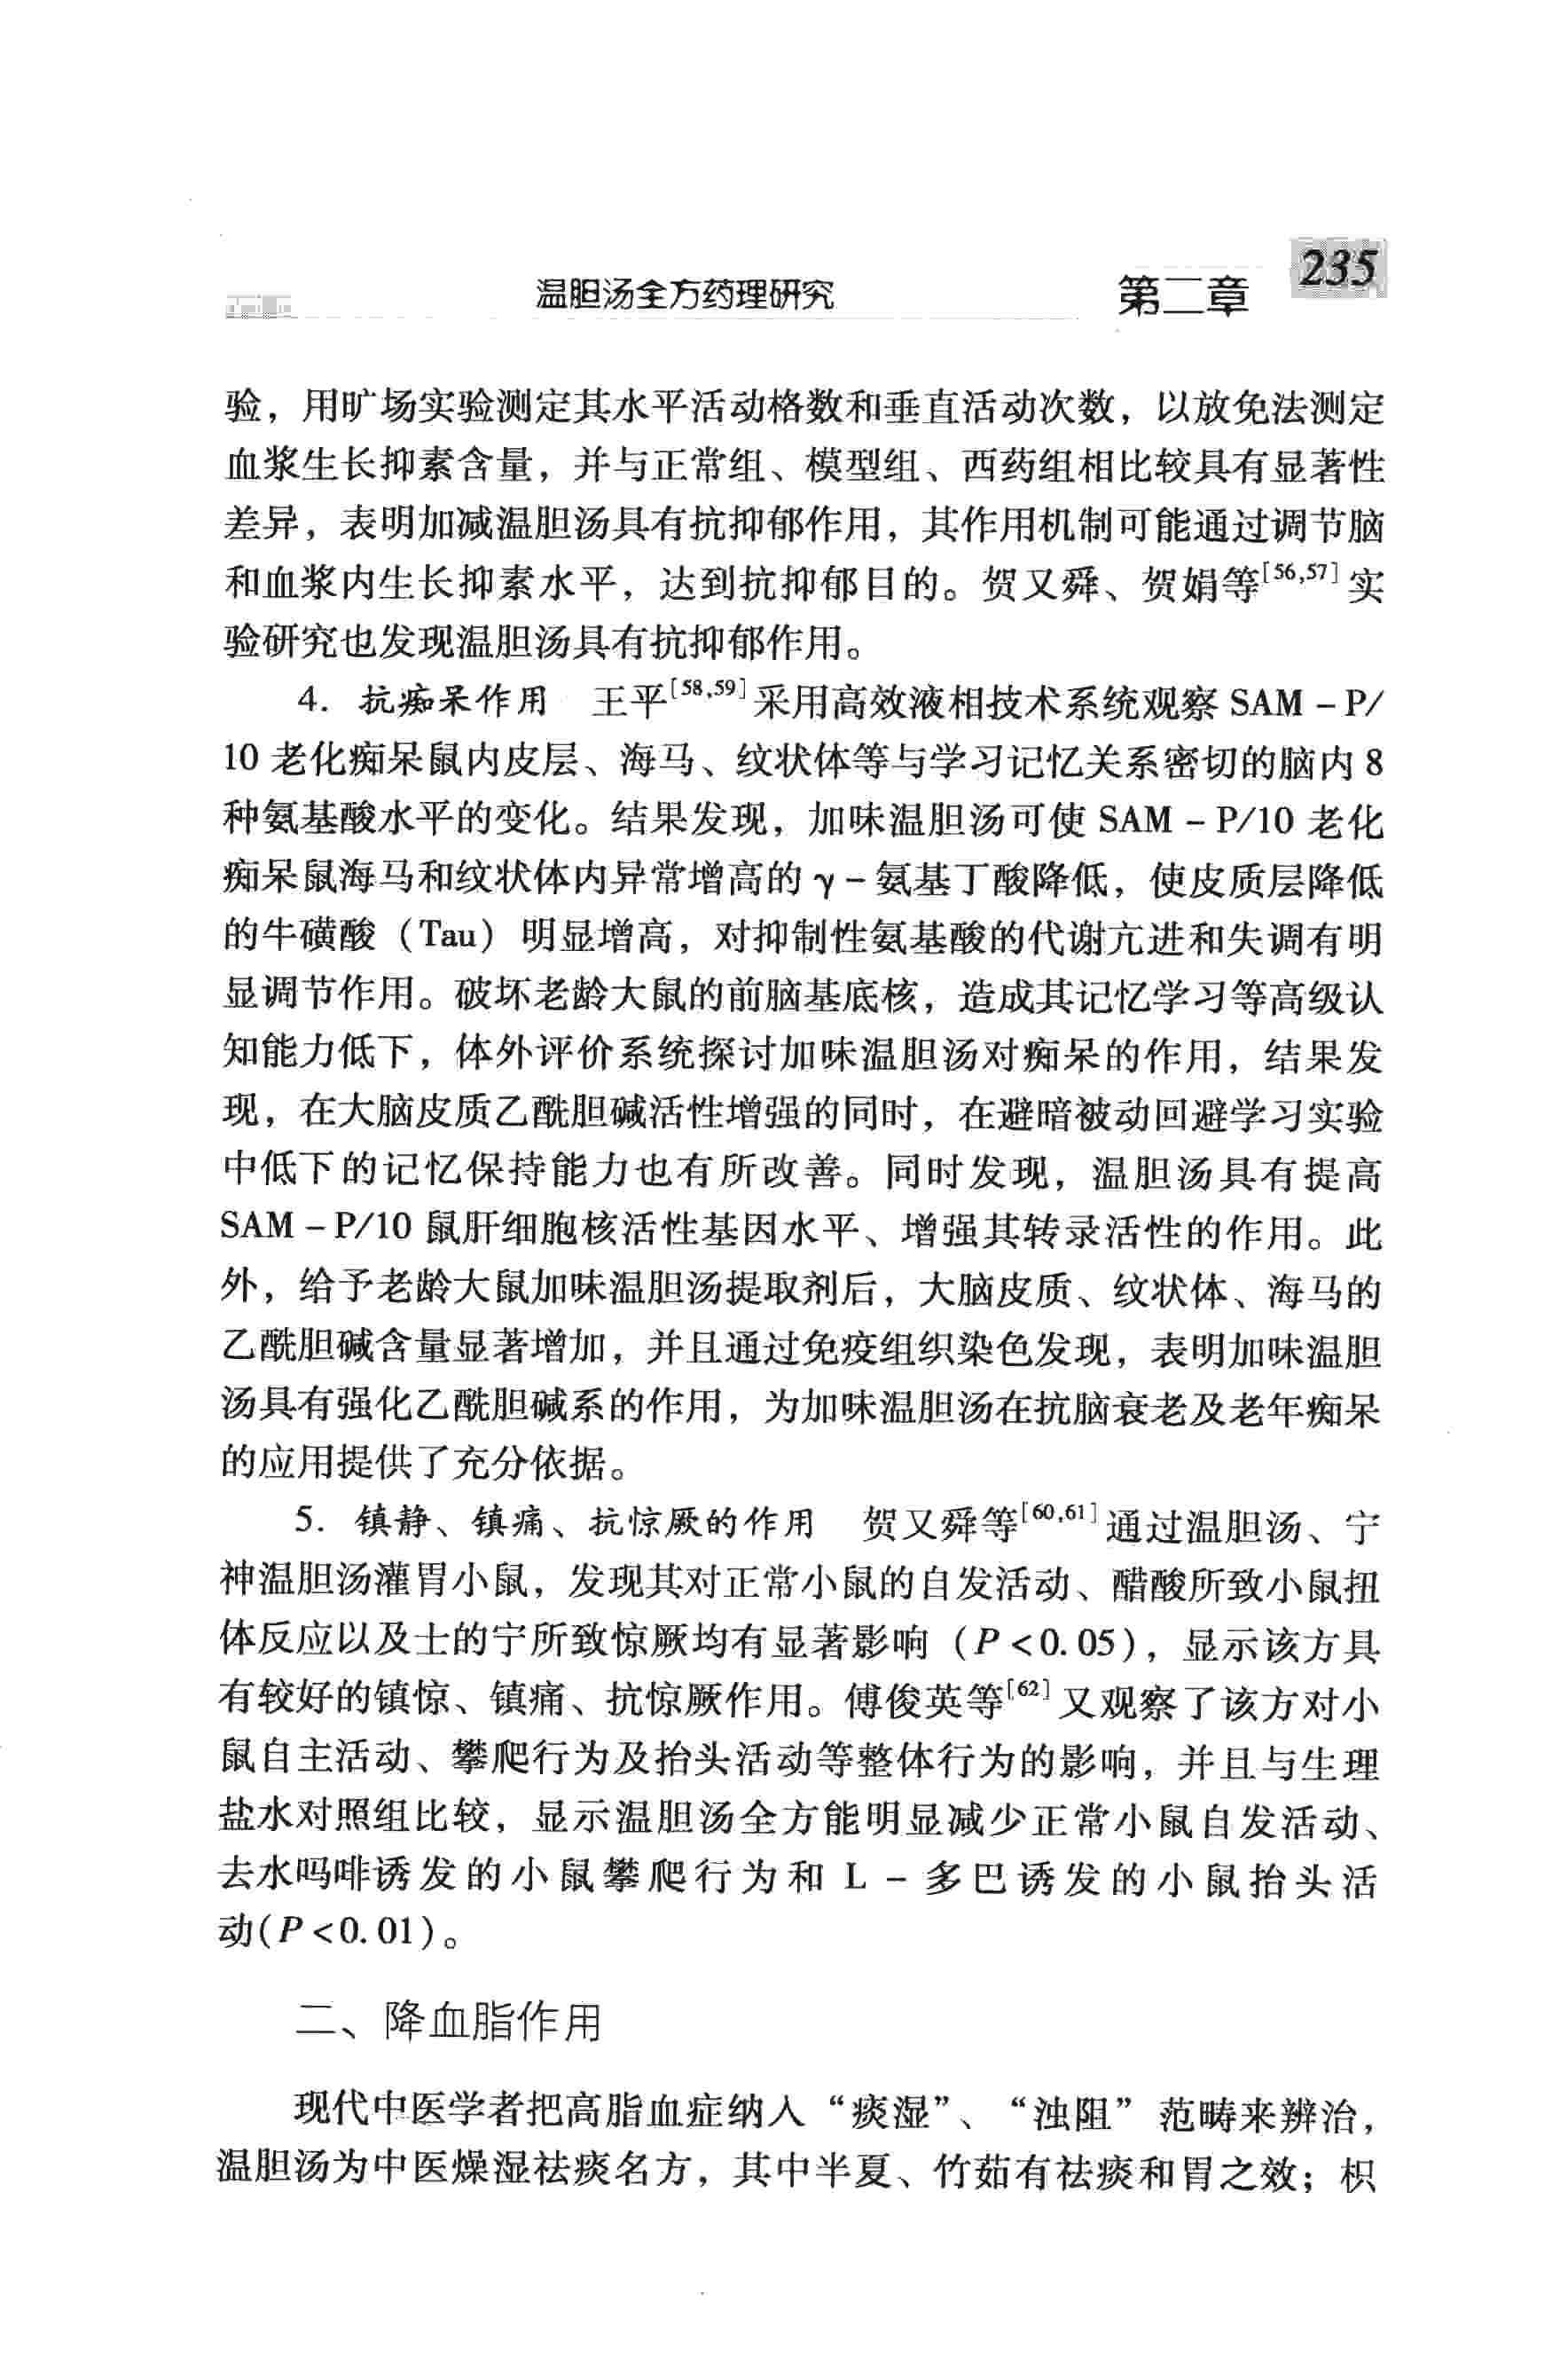 温胆汤全方药理研究 第二章 235
验，用旷场实验测定其水平活动格数和垂直活动次数，以放免法测定
血浆生长抑素含量，并与正常组、模型组、西药组相比较具有显著性
差异，表明加减温胆汤具有抗抑郁作用，其作用机制可能通过调节脑
和血浆内生长抑素水平，达到抗抑郁目的。贺又舜、贺娟等[56,57]实
验研究也发现温胆汤具有抗抑郁作用。
4. 抗痴呆作用 王平[58,59]采用高效液相技术系统观察 SAM－P/
10 老化痴呆鼠内皮层、海马、纹状体等与学习记忆关系密切的脑内 8
种氨基酸水平的变化。结果发现，加味温胆汤可使 SAM－P/10 老化
痴呆鼠海马和纹状体内异常增高的 γ－氨基丁酸降低，使皮质层降低
的牛磺酸（Tau）明显增高，对抑制性氨基酸的代谢亢进和失调有明
显调节作用。破坏老龄大鼠的前脑基底核，造成其记忆学习等高级认
知能力低下，体外评价系统探讨加味温胆汤对痴呆的作用，结果发
现，在大脑皮质乙酰胆碱活性增强的同时，在避暗被动回避学习实验
中低下的记忆保持能力也有所改善。同时发现，温胆汤具有提高
SAM－P/10 鼠肝细胞核活性基因水平、增强其转录活性的作用。此
外，给予老龄大鼠加味温胆汤提取剂后，大脑皮质、纹状体、海马的
乙酰胆碱含量显著增加，并且通过免疫组织染色发现，表明加味温胆
汤具有强化乙酰胆碱系的作用，为加味温胆汤在抗脑衰老及老年痴呆
的应用提供了充分依据。
5. 镇静、镇痛、抗惊厥的作用 贺又舜等[60,61]通过温胆汤、宁
神温胆汤灌胃小鼠，发现其对正常小鼠的自发活动、醋酸所致小鼠扭
体反应以及士的宁所致惊厥均有显著影响（P<0.05），显示该方具
有较好的镇惊、镇痛、抗惊厥作用。傅俊英等[62]又观察了该方对小
鼠自主活动、攀爬行为及抬头活动等整体行为的影响，并且与生理
盐水对照组比较，显示温胆汤全方能明显减少正常小鼠自发活动、
去水吗啡诱发的小鼠攀爬行为和 L－多巴诱发的小鼠抬头活
动(P<0.01)。
二、降血脂作用
现代中医学者把高脂血症纳入“痰湿”、“浊阻”范畴来辨治，
温胆汤为中医燥湿祛痰名方，其中半夏、竹茹有祛痰和胃之效；枳